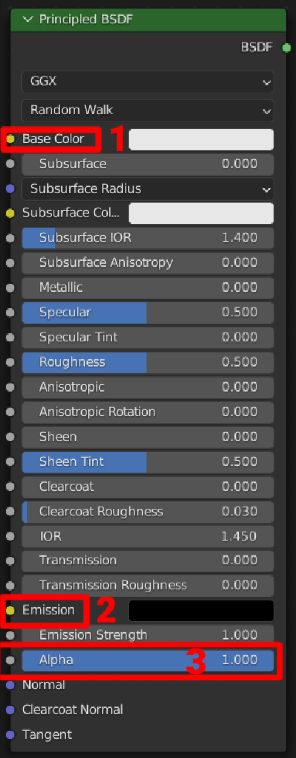 Principled BSDF
BSDF
GGX
Random Walk
Base Color 1
Subsurface 0.000
Subsurface Radius
Subsurface Col...
Subsurface IOR 1.400
Subsurface Anisotropy 0.000
Metallic 0.000
Specular 0.500
Specular Tint 0.000
Roughness 0.500
Anisotropic 0.000
Anisotropic Rotation 0.000
Sheen 0.000
Sheen Tint 0.500
Clearcoat 0.000
Clearcoat Roughness 0.030
IOR 1.450
Transmission 0.000
Transmission Roughness 0.000
Emission 2
Emission Strength 1.000
Alpha 3 1.000
Normal
Clearcoat Normal
Tangent